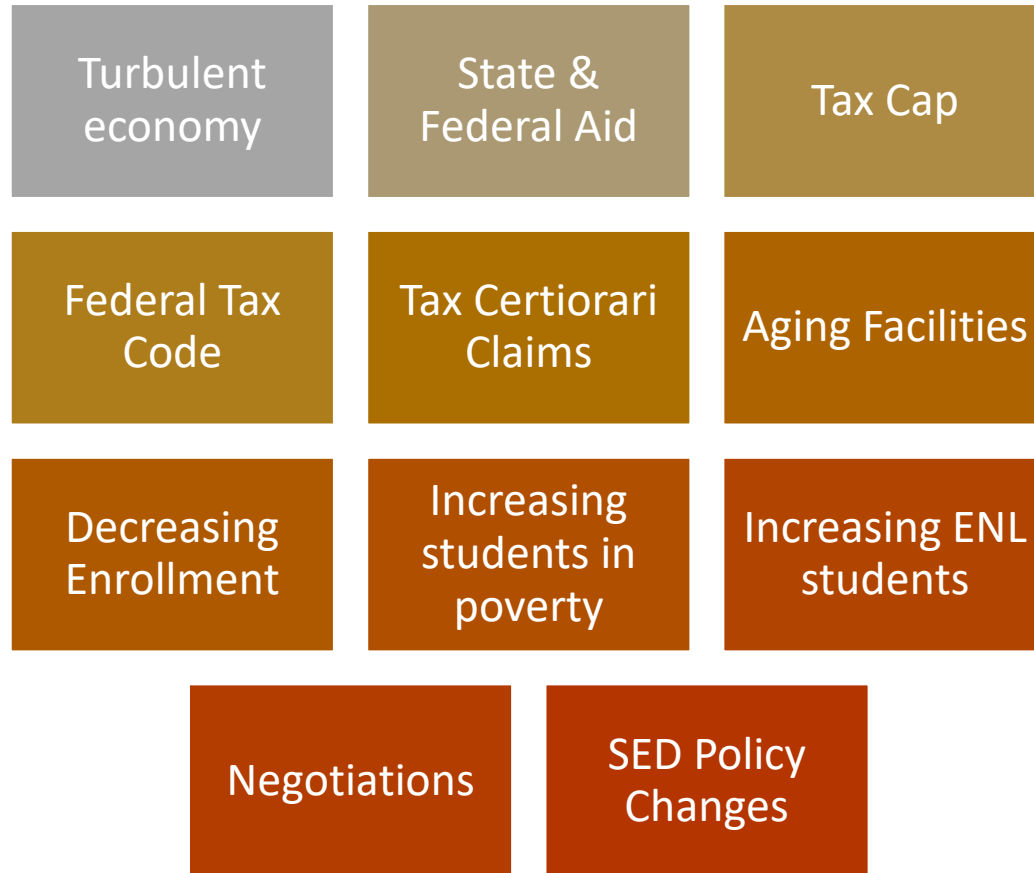 Turbulent
economy
State &
Federal Aid
Tax Cap
Federal Tax
Code
Tax Certiorari
Claims
Aging Facilities
Decreasing
Enrollment
Increasing
students in
poverty
Increasing ENL
students
Negotiations
SED Policy
Changes